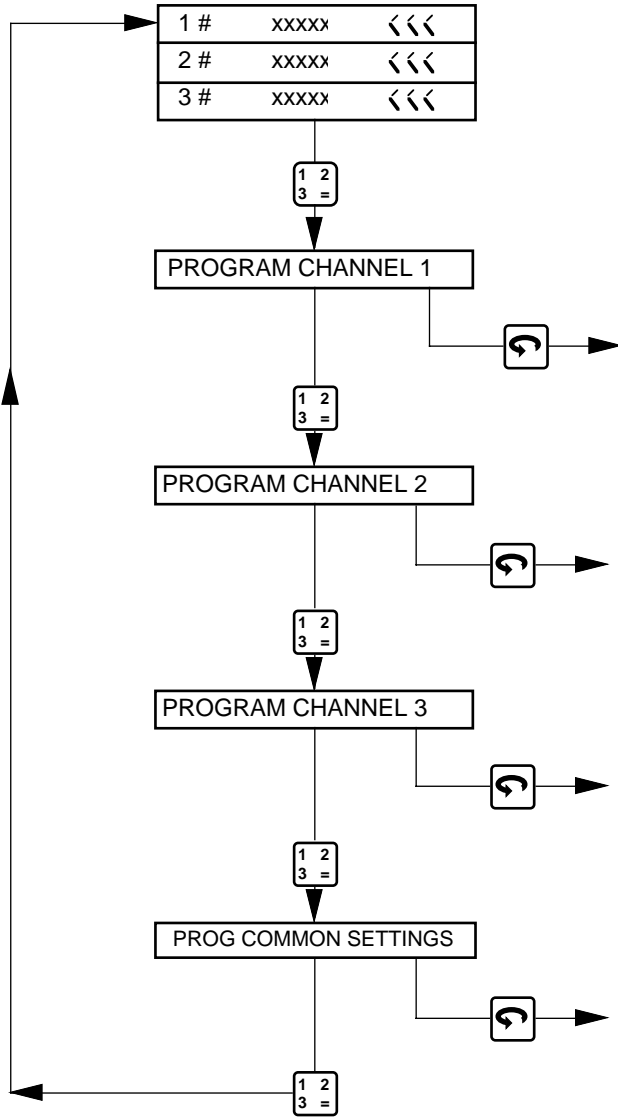 1 # xxxxx
2 # xxxxx
3 # xxxxx
1 2
3 =
PROGRAM CHANNEL 1
1 2
3 =
PROGRAM CHANNEL 2
1 2
3 =
PROGRAM CHANNEL 3
1 2
3 =
PROG COMMON SETTINGS
1 2
3 =